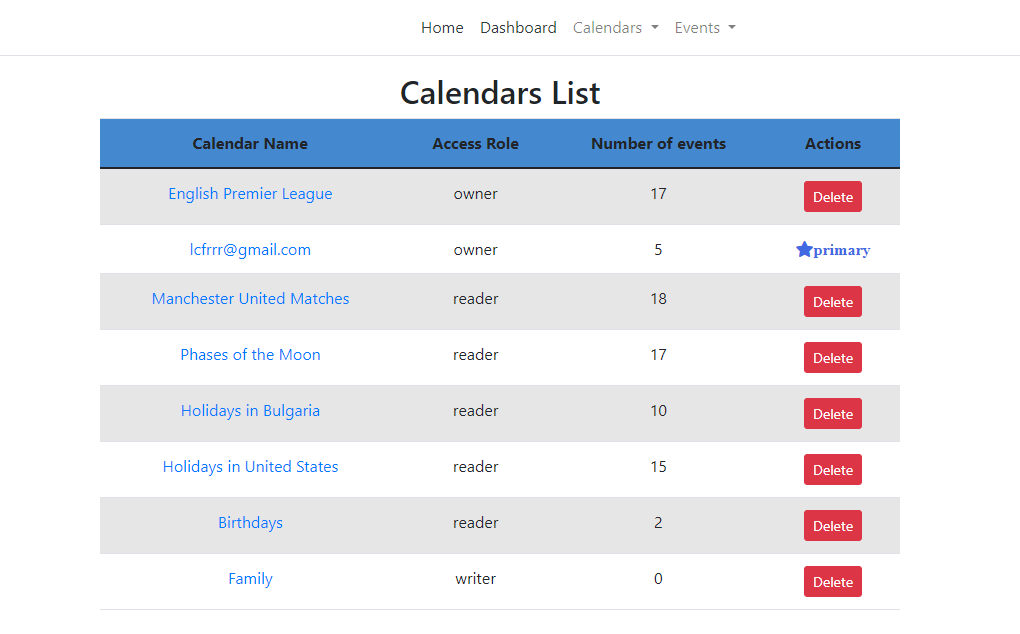 Home Dashboard Calendars Events
Calendars List
Calendar Name Access Role Number of events Actions
English Premier League owner 17 Delete
lcfrrr@gmail.com owner 5 primary
Manchester United Matches reader 18 Delete
Phases of the Moon reader 17 Delete
Holidays in Bulgaria reader 10 Delete
Holidays in United States reader 15 Delete
Birthdays reader 2 Delete
Family writer 0 Delete